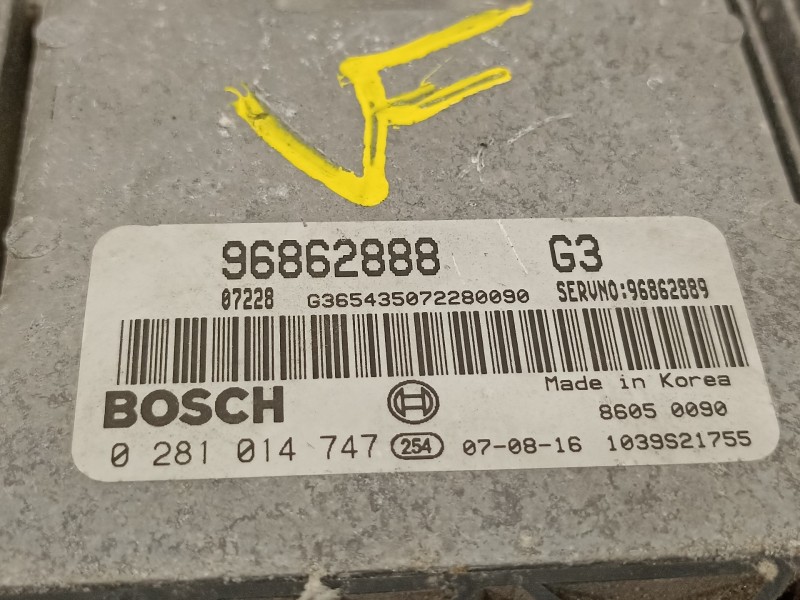 96862888 G3
07228 G365435072280090 SERVNO:96862889
Made in Korea
BOSCH
8605 0090
0 281 014 747 254 07-08-16 1039S21755